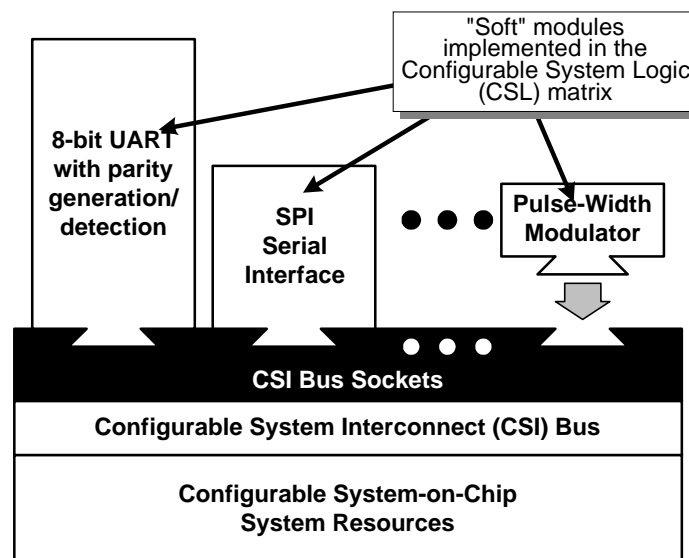 "Soft" modules
implemented in the
Configurable System Logic
(CSL) matrix
8-bit UART
with parity
generation/
detection
SPI
Serial
Interface
Pulse-Width
Modulator
CSI Bus Sockets
Configurable System Interconnect (CSI) Bus
Configurable System-on-Chip
System Resources